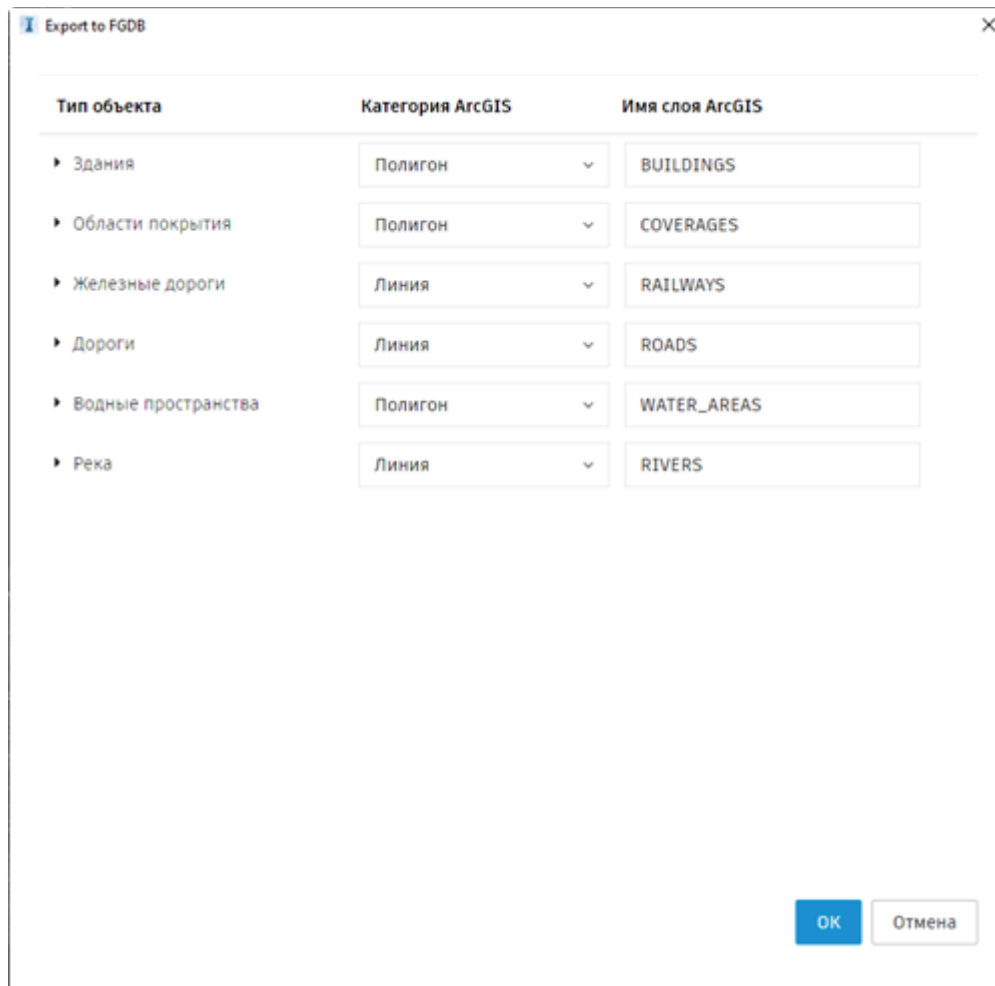 Export to FGDB
Тип объекта Категория ArcGIS Имя слоя ArcGIS
Здания Полигон BUILDINGS
Области покрытия Полигон COVERAGES
Железные дороги Линия RAILWAYS
Дороги Линия ROADS
Водные пространства Полигон WATER_AREAS
Река Линия RIVERS
ОК Отмена